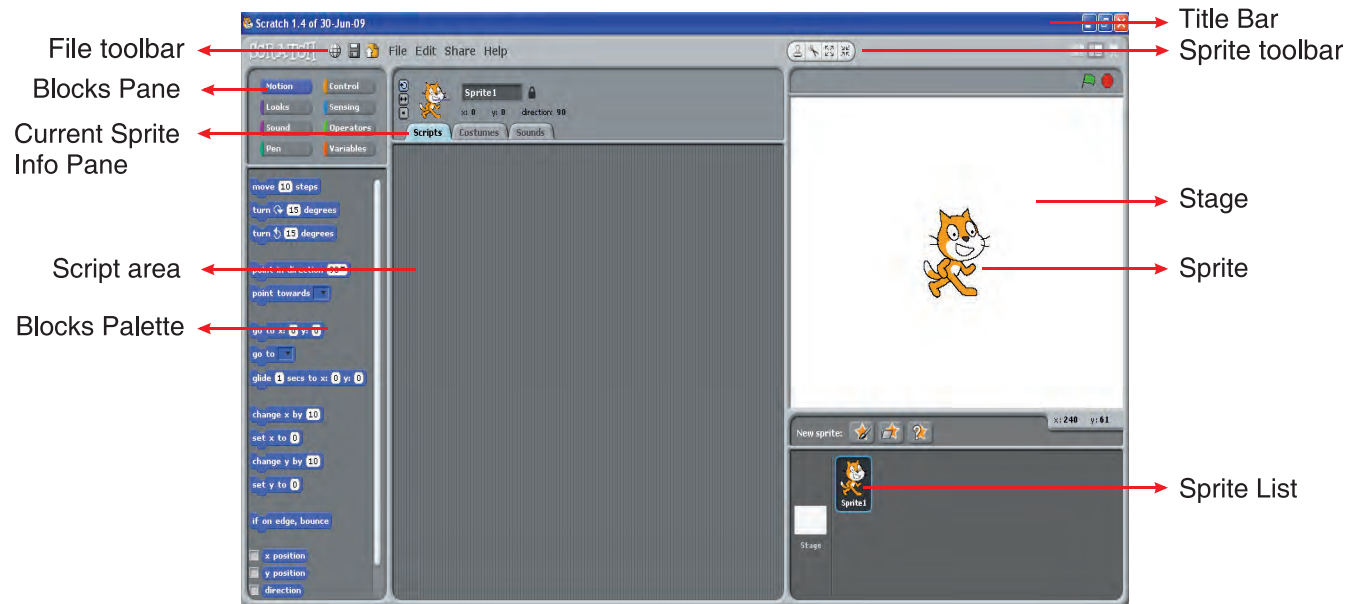 Scratch 1.4 of 30-Jun-09
Title Bar
File toolbar
SCRATCH
File Edit Share Help
Sprite toolbar
Blocks Pane
Motion Control
Looks Sensing
Sound Operators
Pen Variables
Sprite1
x: 0 y: 0 direction: 90
Current Sprite
Info Pane
Scripts Costumes Sounds
move 10 steps
turn 15 degrees
turn 15 degrees
Stage
Script area
point in direction 90
Sprite
point towards
Blocks Palette
go to x: 0 y: 0
go to
glide 1 secs to x: 0 y: 0
change x by 10
set x to 0
change y by 10
set y to 0
x: 240 y: 61
New sprite:
Sprite List
Sprite1
if on edge, bounce
Stage
x position
y position
direction